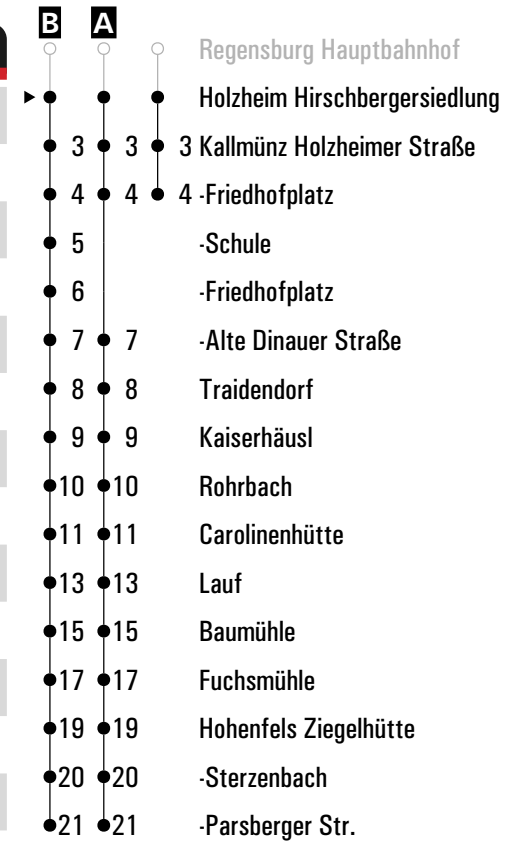 B A
Regensburg Hauptbahnhof
Holzheim Hirschbergersiedlung
3 3 3 Kallmünz Holzheimer Straße
4 4 4 -Friedhofplatz
5 -Schule
6 -Friedhofplatz
7 7 -Alte Dinauer Straße
8 8 Traidendorf
9 9 Kaiserhäusl
10 10 Rohrbach
11 11 Carolinenhütte
13 13 Lauf
15 15 Baumühle
17 17 Fuchsmühle
19 19 Hohenfels Ziegelhütte
20 20 -Sterzenbach
21 21 -Parsberger Str.